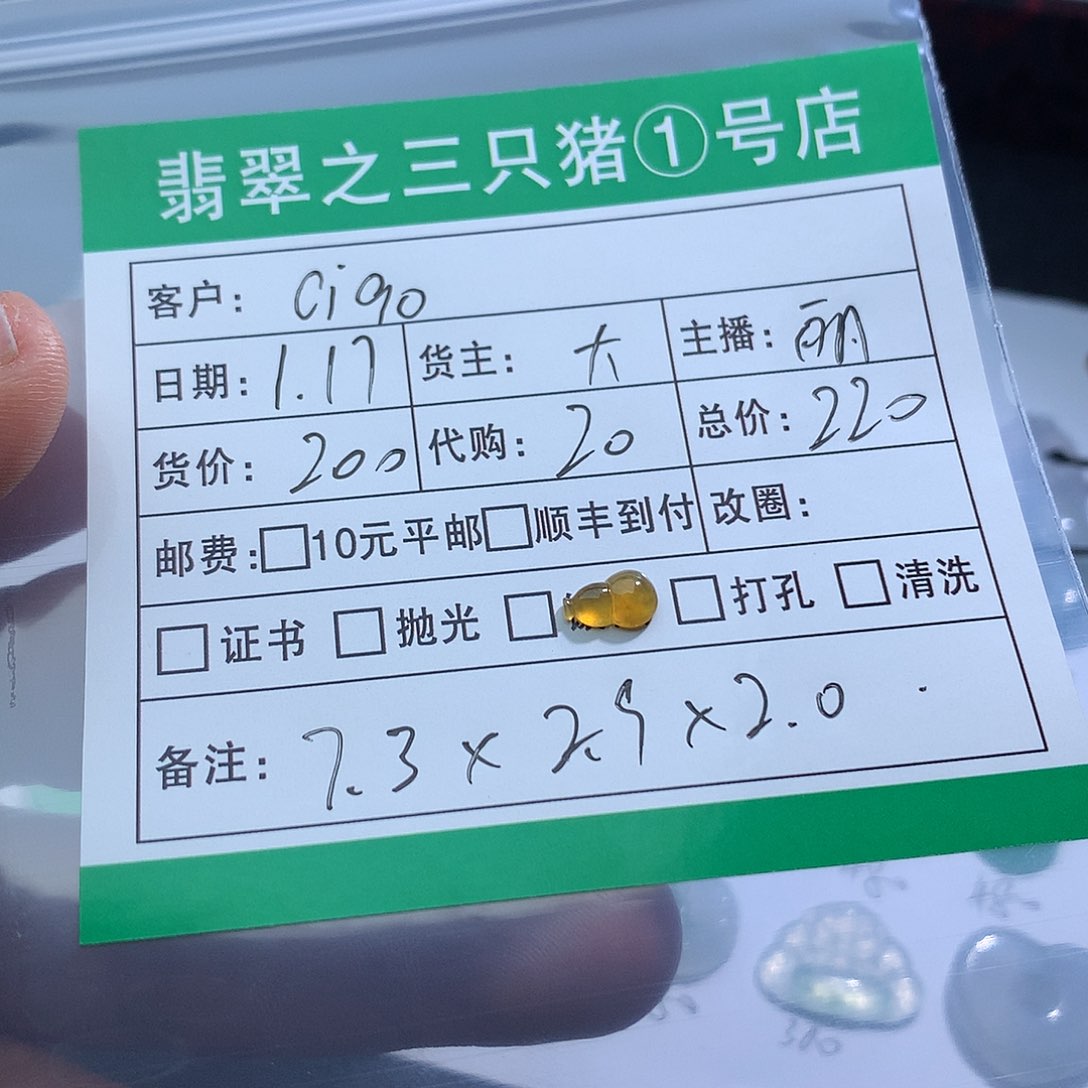 翡翠之三只猪①号店
客户: Ciqo
日期: 1.17 货主: 大 主播: 丽
货价: 200 代购: 20 总价: 220
邮费:□10元平邮□顺丰到付 改圈:
□ 证书 □ 抛光 □ □ 打孔 □ 清洗
备注: 7.3 x 2.9 x 2.0